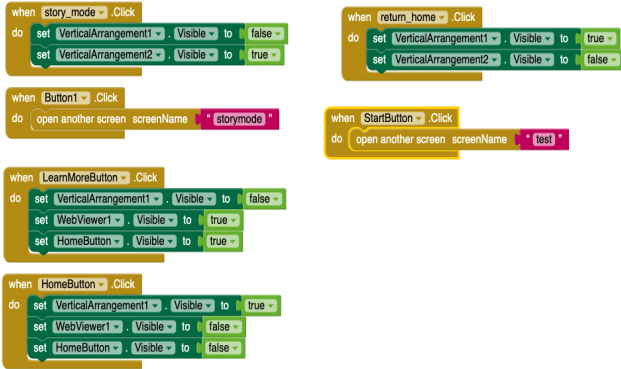 when story_mode .Click
do set VerticalArrangement1 . Visible to false
set VerticalArrangement2 . Visible to true
when Button1 .Click
do open another screen screenName " storymode "
when LearnMoreButton .Click
do set VerticalArrangement1 . Visible to false
set WebViewer1 . Visible to true
set HomeButton . Visible to true
when HomeButton .Click
do set VerticalArrangement1 . Visible to true
set WebViewer1 . Visible to false
set HomeButton . Visible to false
when return_home .Click
do set VerticalArrangement1 . Visible to true
set VerticalArrangement2 . Visible to false
when StartButton .Click
do open another screen screenName " test "